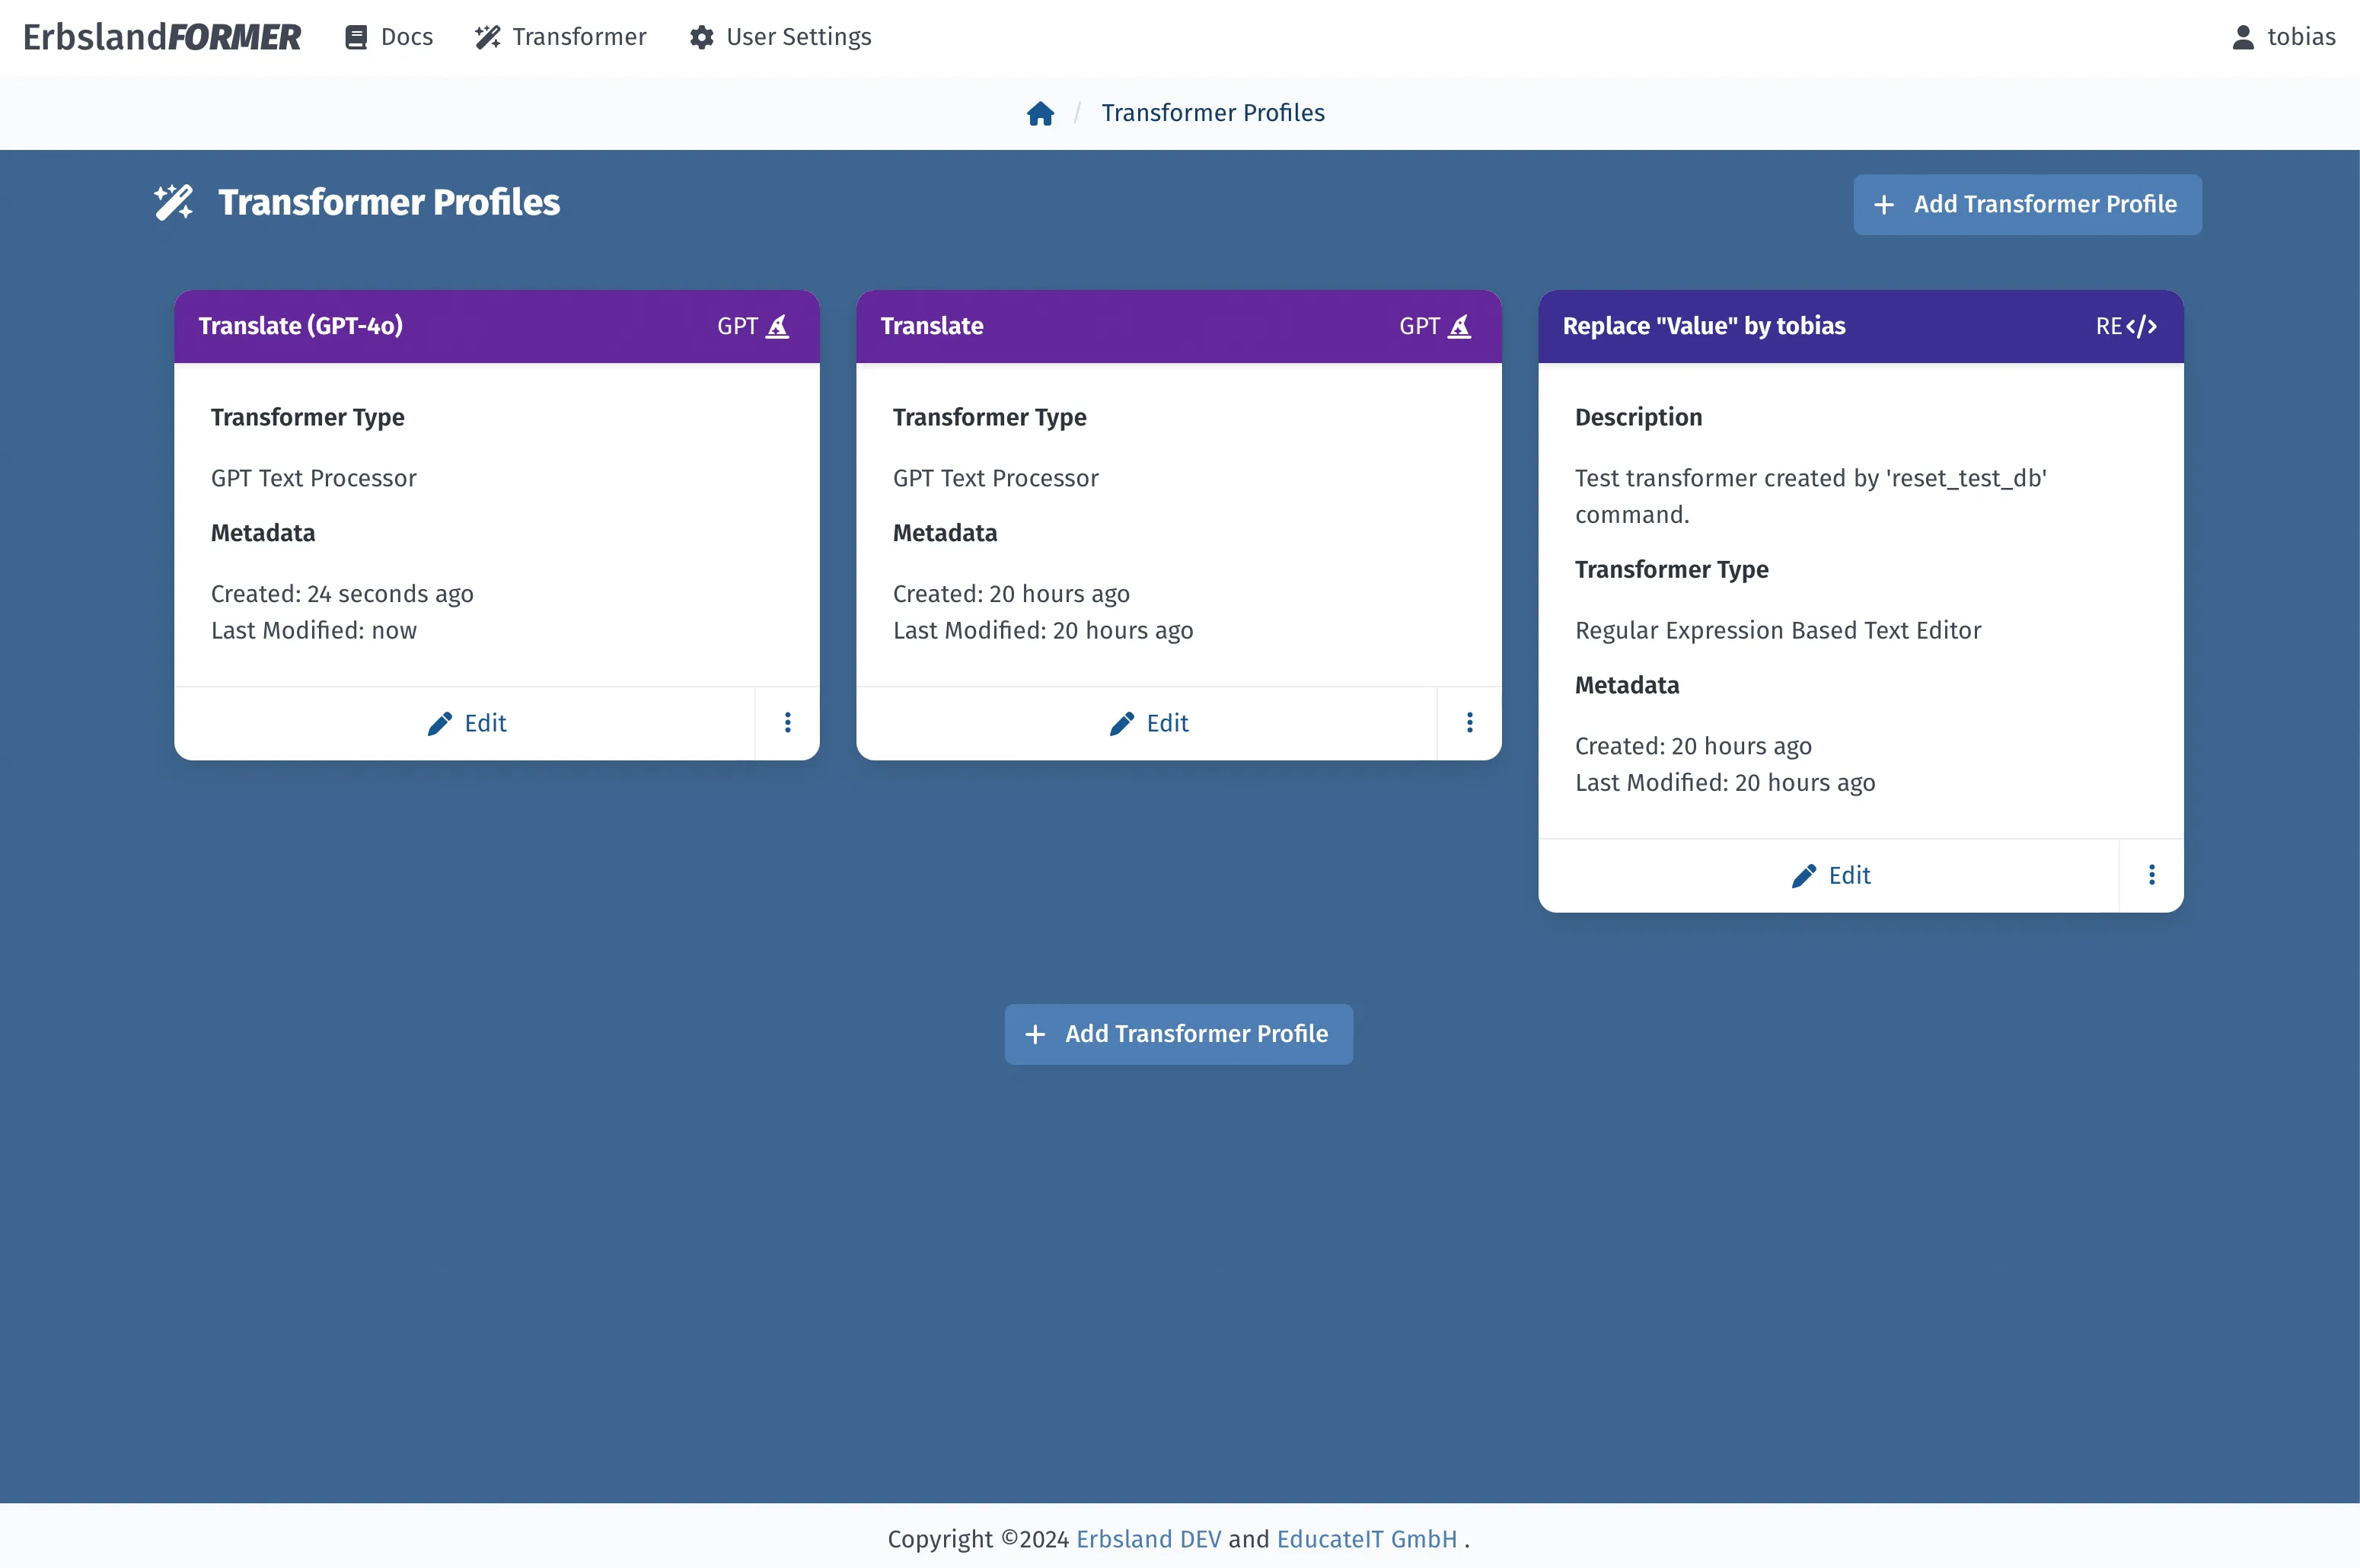 ErbslandFORMER Docs Transformer User Settings tobias
/ Transformer Profiles
Transformer Profiles
+ Add Transformer Profile
Translate (GPT-4o) GPT
Transformer Type
GPT Text Processor
Metadata
Created: 24 seconds ago
Last Modified: now
Edit
Translate GPT
Transformer Type
GPT Text Processor
Metadata
Created: 20 hours ago
Last Modified: 20 hours ago
Edit
Replace "Value" by tobias RE</>
Description
Test transformer created by 'reset_test_db'
command.
Transformer Type
Regular Expression Based Text Editor
Metadata
Created: 20 hours ago
Last Modified: 20 hours ago
Edit
+ Add Transformer Profile
Copyright ©2024 Erbsland DEV and EducateIT GmbH .